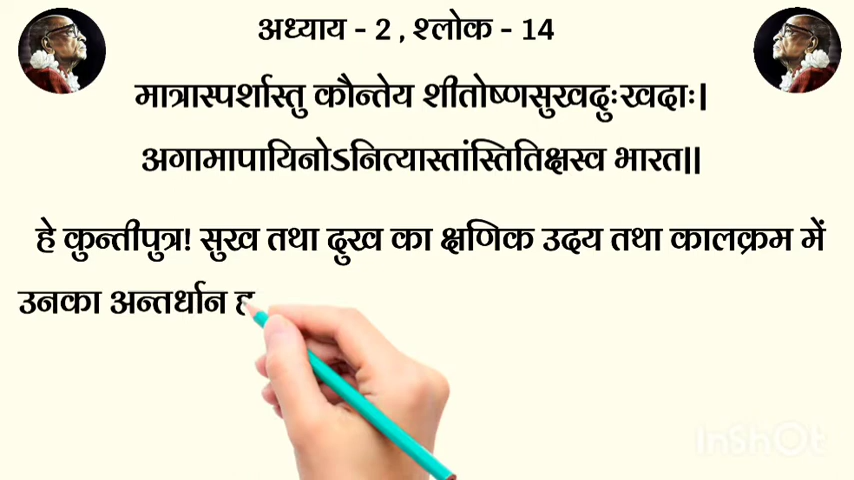 अध्याय - 2 , श्लोक - 14
मात्रास्पर्शास्तु कौन्तेय शीतोष्णसुखदुःखदाः।
अगामापायिनोऽनित्यास्तांस्तितिक्षस्व भारत॥
हे कुन्तीपुत्र! सुख तथा दुख का क्षणिक उदय तथा कालक्रम में
उनका अन्तर्धान ह
InShOt